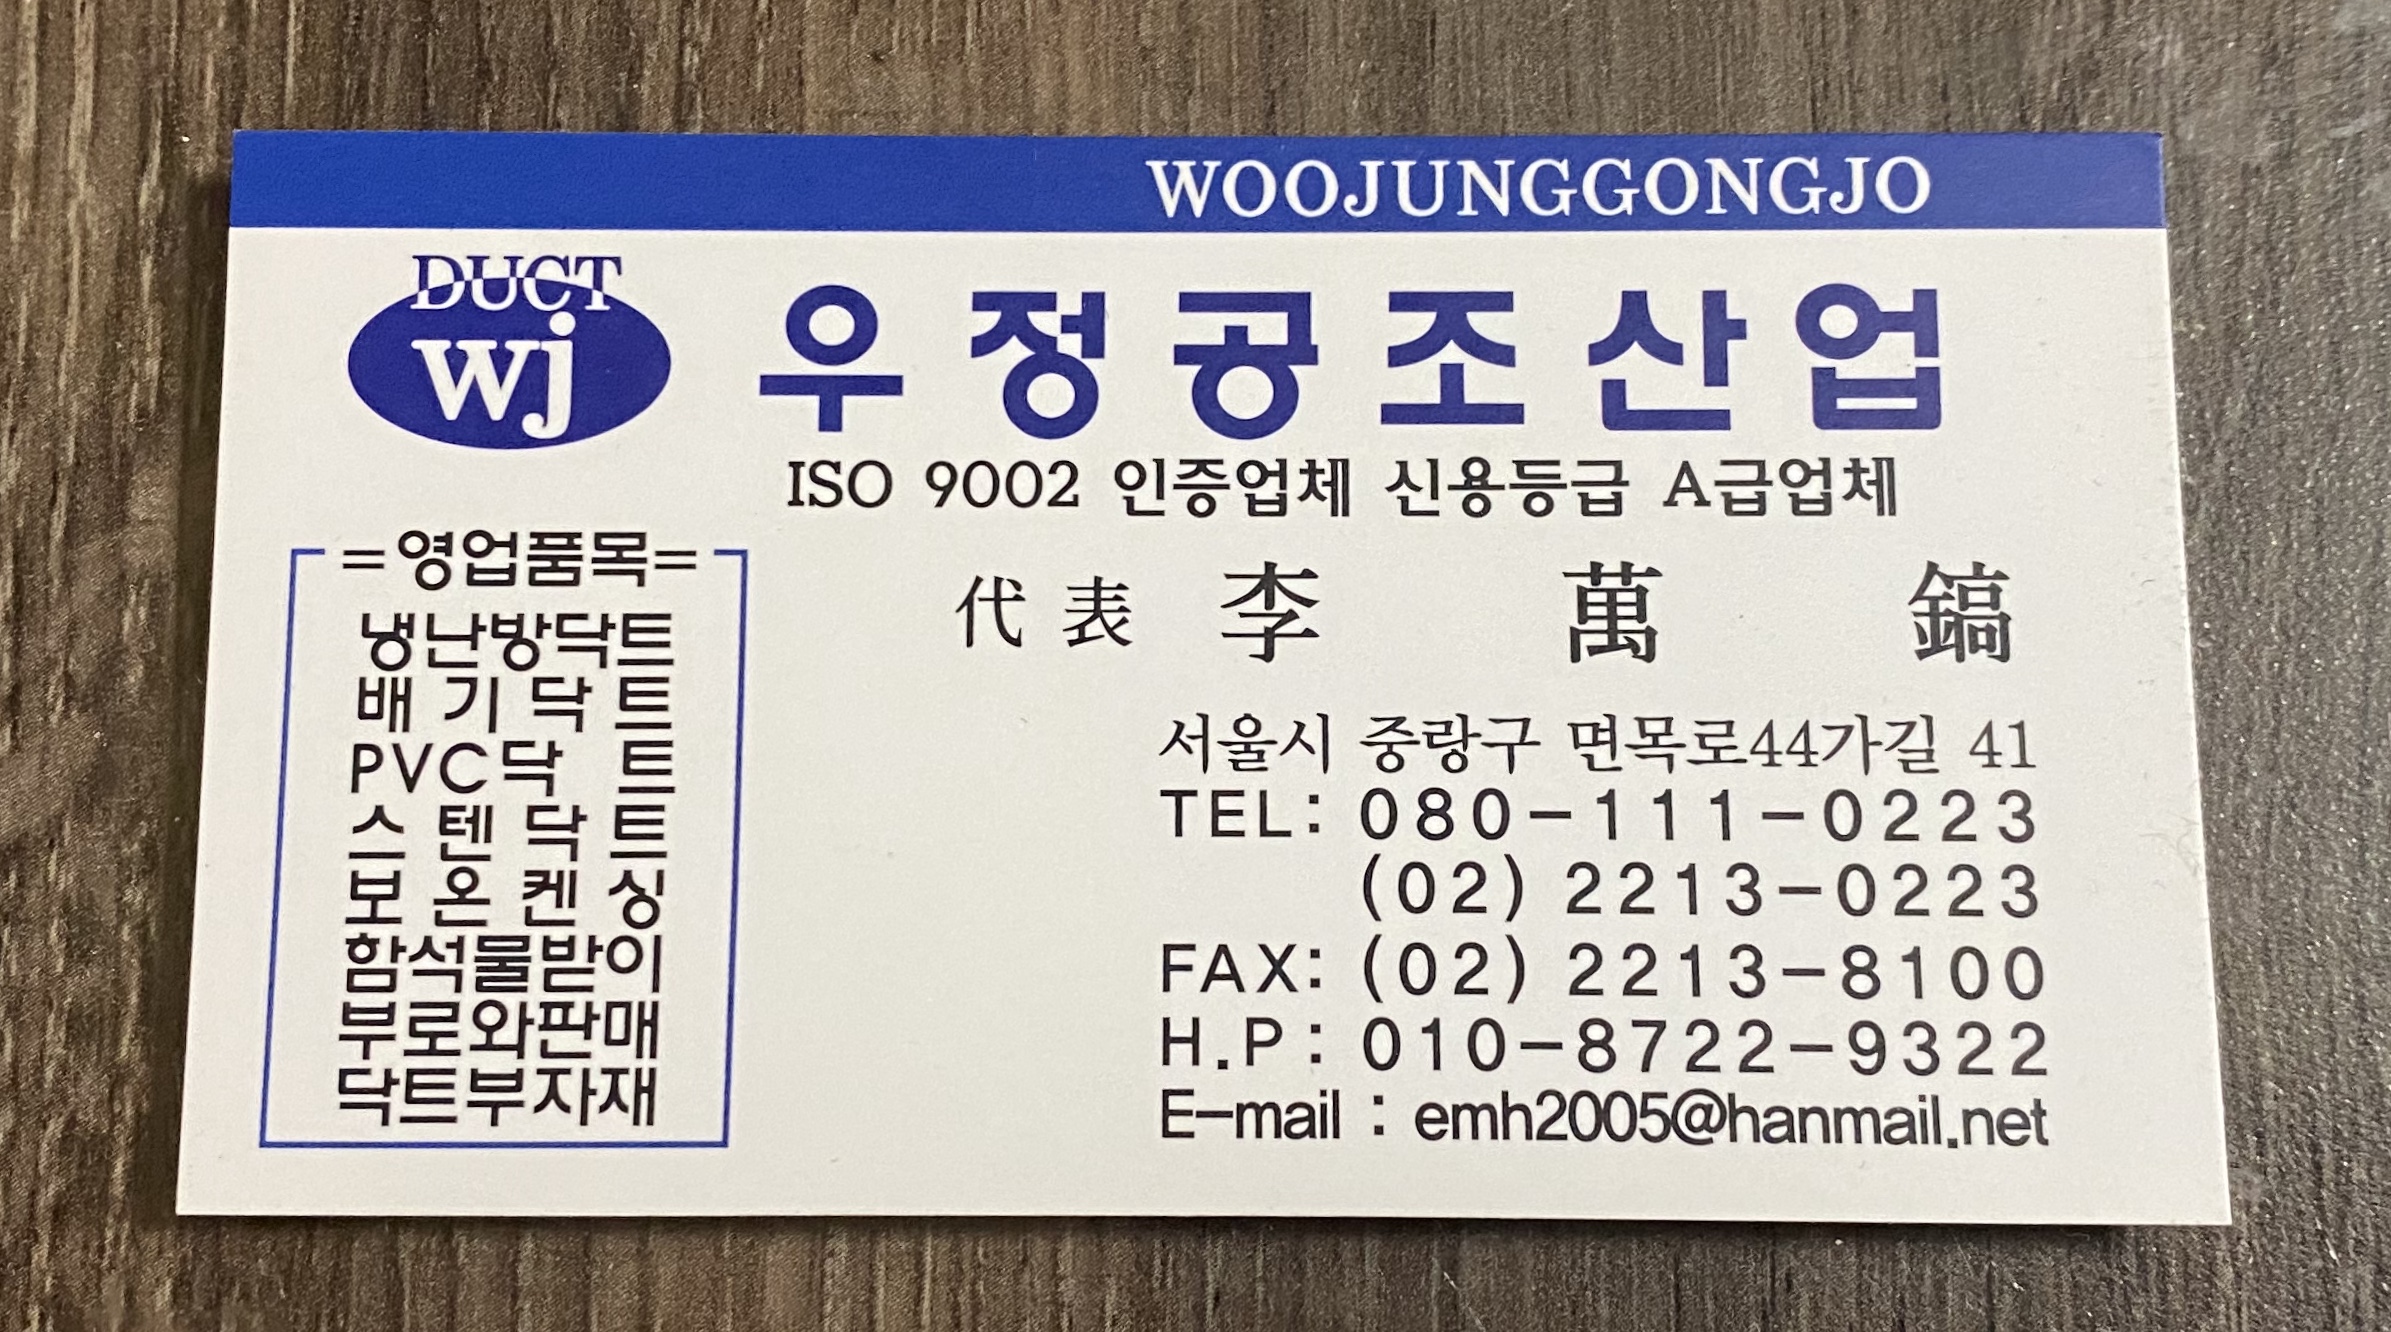 WOOJUNGGONGJO
DUCT
wj
우정공조산업
ISO 9002 인증업체 신용등급 A급업체
=영업품목=
냉난방닥트
배기닥트
PVC닥트
스텐닥트
보온켄싱
함석물받이
부로와판매
닥트부자재
代表 李萬鎬
서울시 중랑구 면목로44가길 41
TEL: 080-111-0223
(02) 2213-0223
FAX: (02) 2213-8100
H.P: 010-8722-9322
E-mail : emh2005@hanmail.net